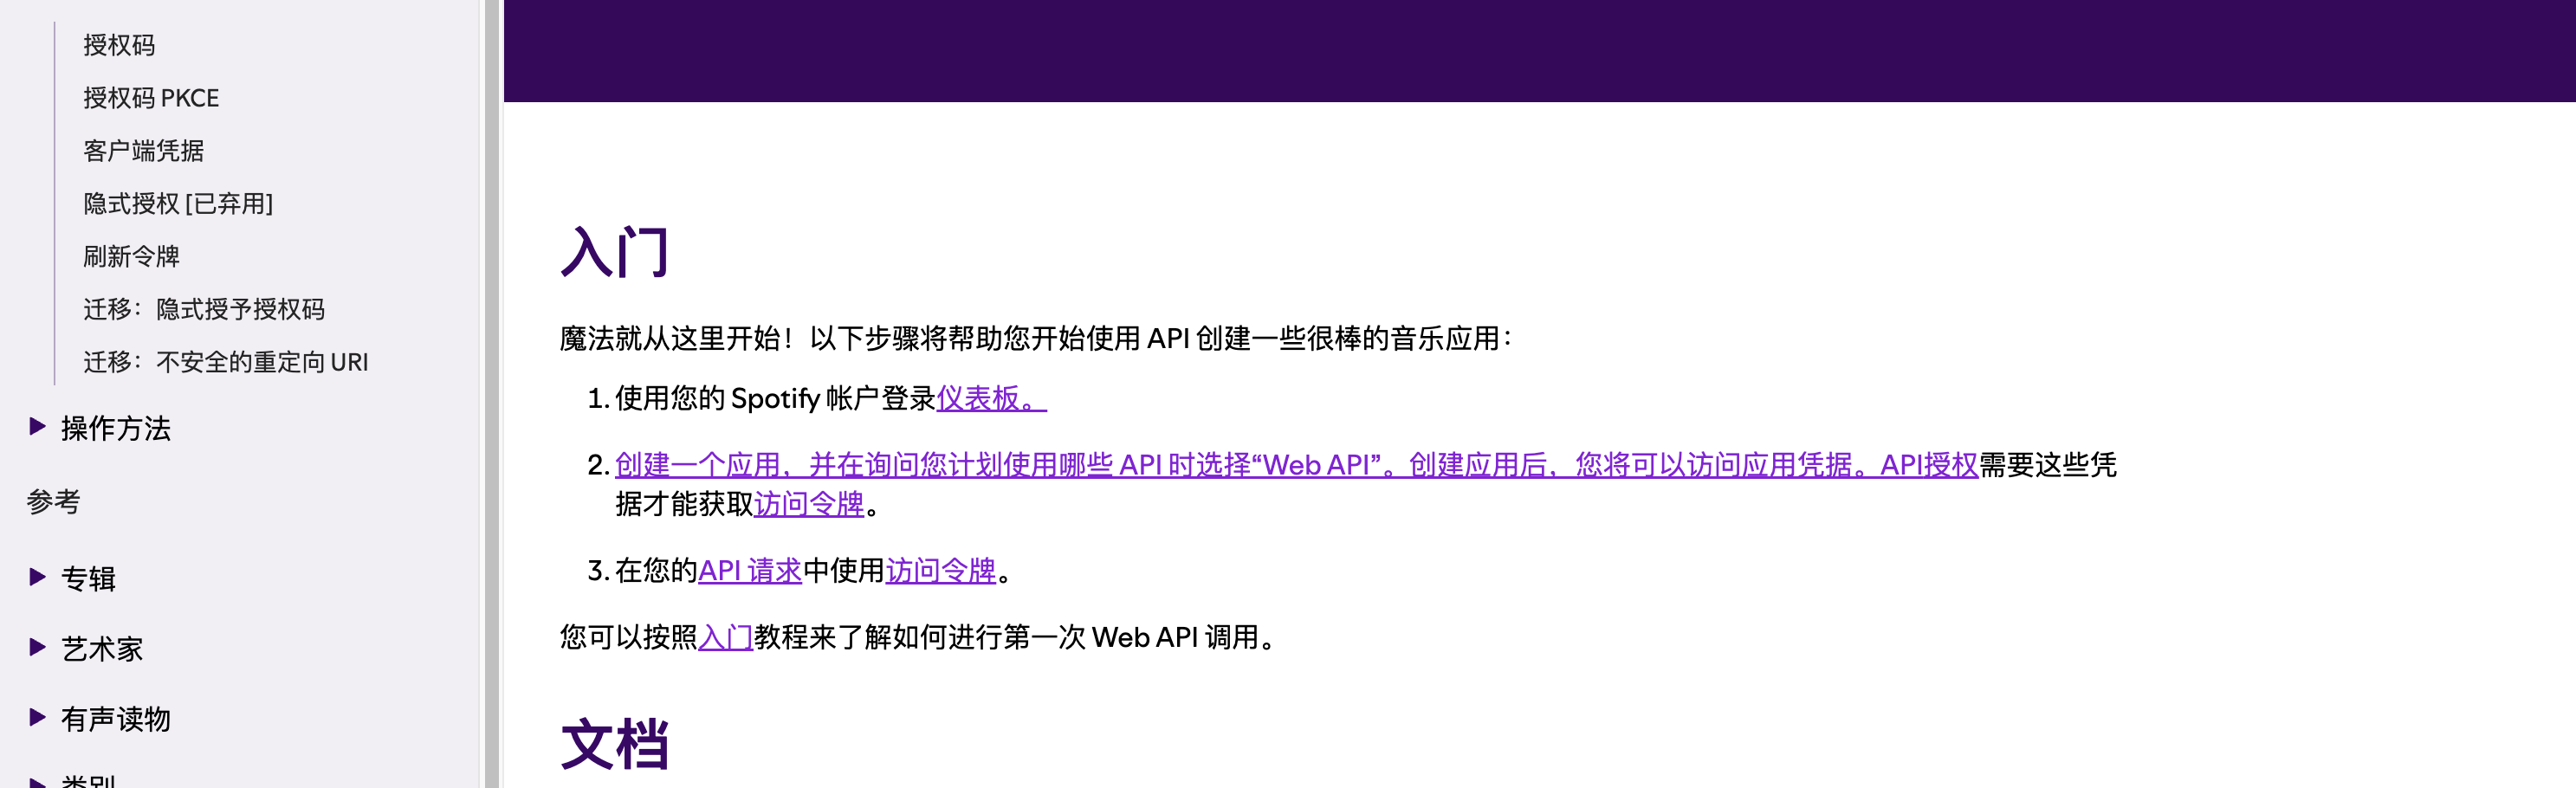 授权码
授权码 PKCE
客户端凭据
隐式授权 [已弃用]
刷新令牌
迁移：隐式授予授权码
迁移：不安全的重定向 URI
操作方法
参考
专辑
艺术家
有声读物
类别
入门
魔法就从这里开始！以下步骤将帮助您开始使用 API 创建一些很棒的音乐应用：
1. 使用您的 Spotify 帐户登录仪表板。
2. 创建一个应用，并在询问您计划使用哪些 API 时选择“Web API”。创建应用后，您将可以访问应用凭据。API授权需要这些凭
据才能获取访问令牌。
3. 在您的API 请求中使用访问令牌。
您可以按照入门教程来了解如何进行第一次 Web API 调用。
文档